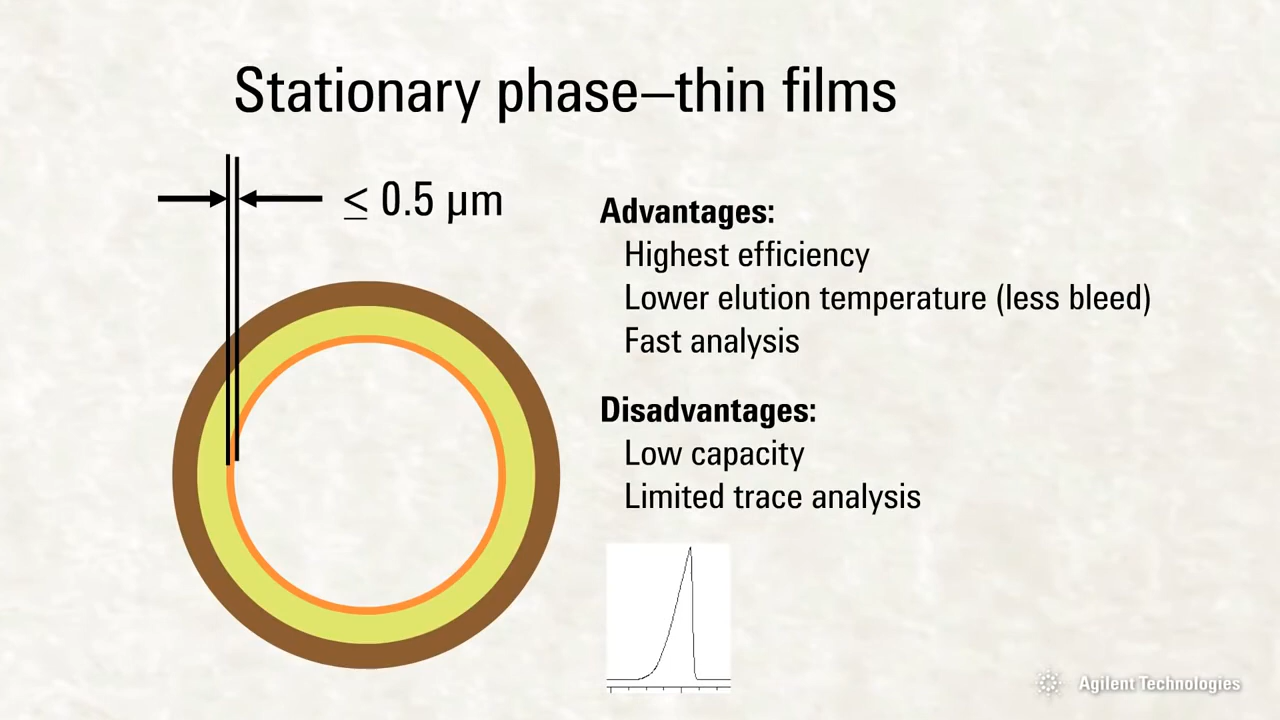 Stationary phase–thin films
≤ 0.5 µm
Advantages:
Highest efficiency
Lower elution temperature (less bleed)
Fast analysis
Disadvantages:
Low capacity
Limited trace analysis
Agilent Technologies